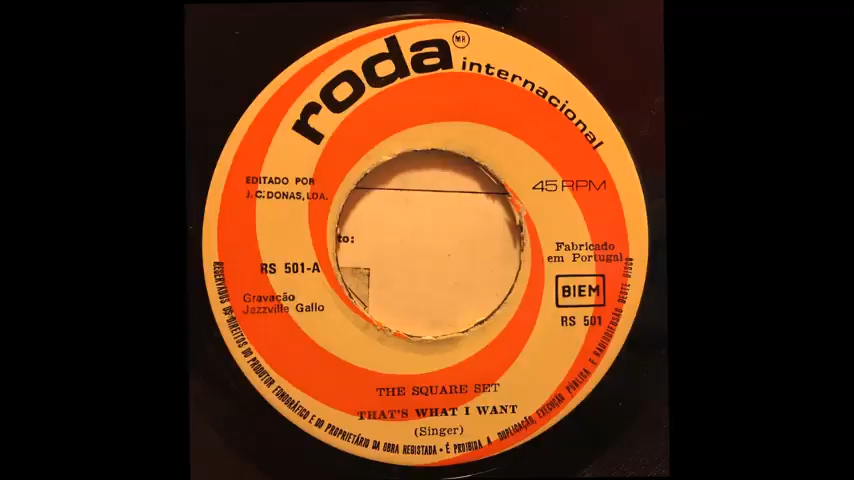 roda
MR
internacional
EDITADO POR
J. C. DONAS, LDA.
45 RPM
to:
RS 501-A
Gravação
Jazzville Gallo
Fabricado
em Portugal
BIEM
RS 501
THE SQUARE SET
THAT'S WHAT I WANT
(Singer)
RESERVADOS OS DIREITOS DO PRODUTOR FONOGRÁFICO E DO PROPRIETÁRIO DA OBRA REGISTADA • É PROIBIDA A DUPLICAÇÃO, EXECUÇÃO PÚBLICA E RADIODIFUSÃO DESTE DISCO